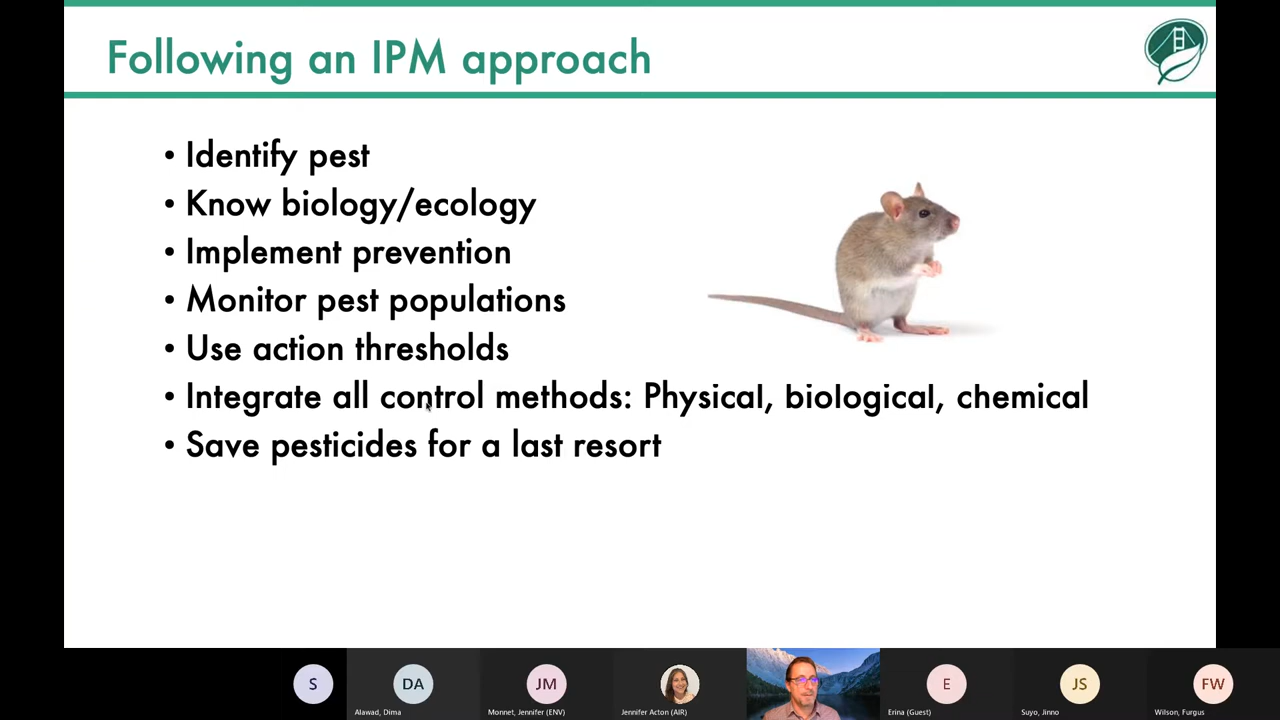 Following an IPM approach
• Identify pest
• Know biology/ecology
• Implement prevention
• Monitor pest populations
• Use action thresholds
• Integrate all control methods: Physical, biological, chemical
• Save pesticides for a last resort
S
DA
JM
E
JS
FW
Alawad, Dima
Monnet, Jennifer (ENV)
Jennifer Acton (AIR)
Erina (Guest)
Suyo, Jinno
Wilson, Furgus